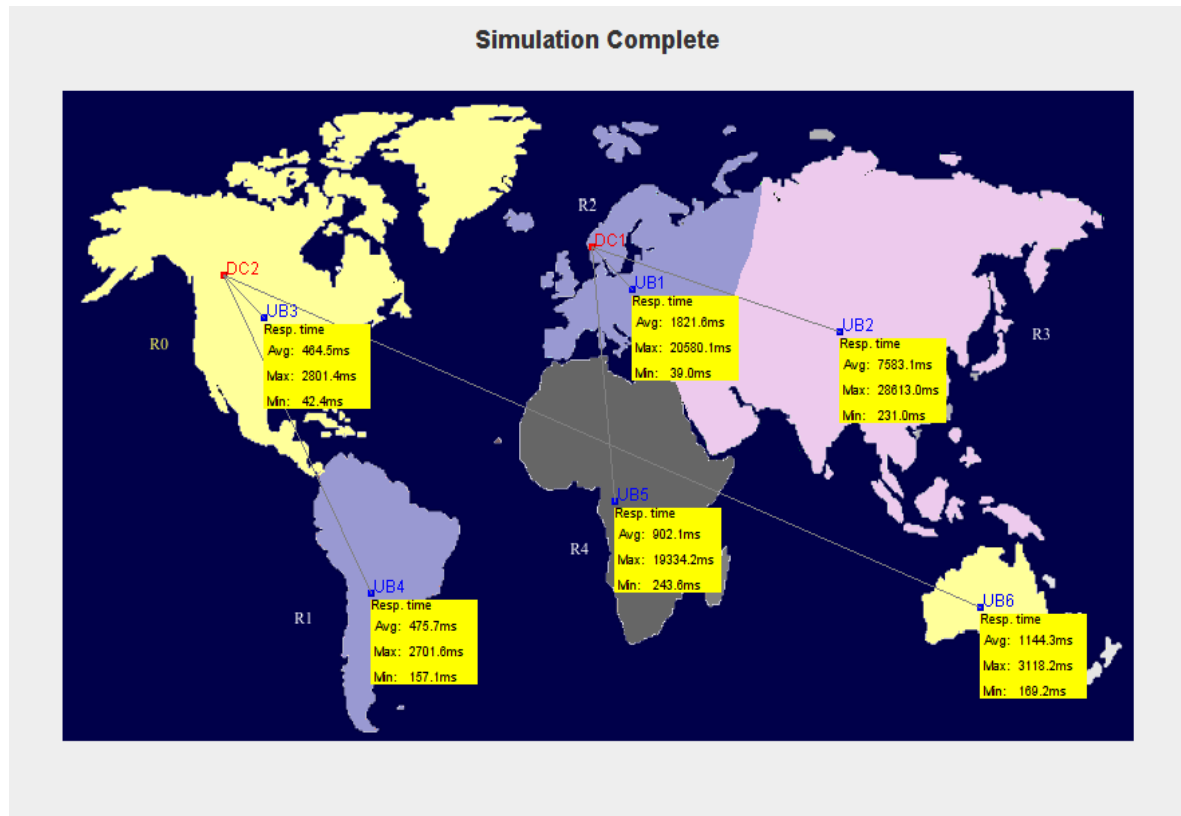 Simulation Complete
R2
DC1
DC2
UB1
Resp. time
Avg: 1821.6ms
Max: 20580.1ms
Min: 39.0ms
UB3
Resp. time
Avg: 464.5ms
Max: 2801.4ms
Min: 42.4ms
UB2
Resp. time
Avg: 7583.1ms
Max: 28613.0ms
Min: 231.0ms
R0
R3
UB5
Resp. time
Avg: 902.1ms
Max: 19334.2ms
Min: 243.6ms
R4
UB4
Resp. time
Avg: 475.7ms
Max: 2701.6ms
Min: 157.1ms
R1
UB6
Resp. time
Avg: 1144.3ms
Max: 3118.2ms
Min: 169.2ms